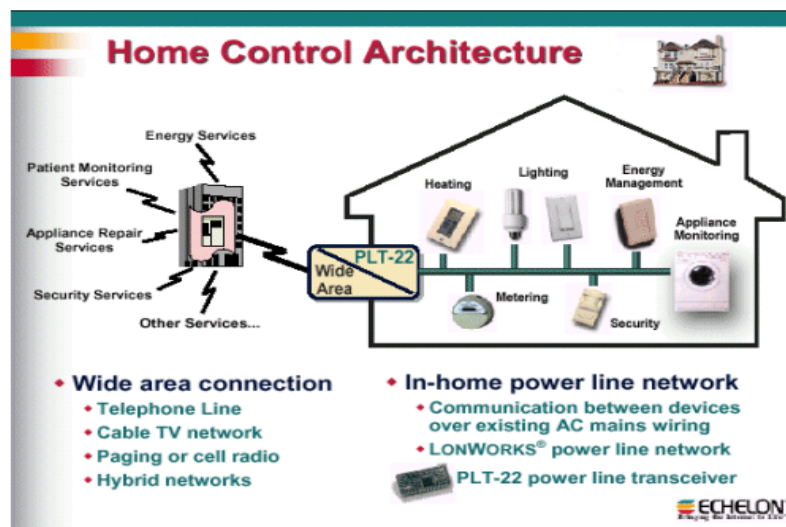 Home Control Architecture
Energy Services
Patient Monitoring
Services
Appliance Repair
Services
Security Services
Other Services...
PLT-22
Wide
Area
Heating
Lighting
Energy
Management
Appliance
Monitoring
Metering
Security
Wide area connection
Telephone Line
Cable TV network
Paging or cell radio
Hybrid networks
In-home power line network
Communication between devices
over existing AC mains wiring
LONWORKS® power line network
PLT-22 power line transceiver
ECHELON